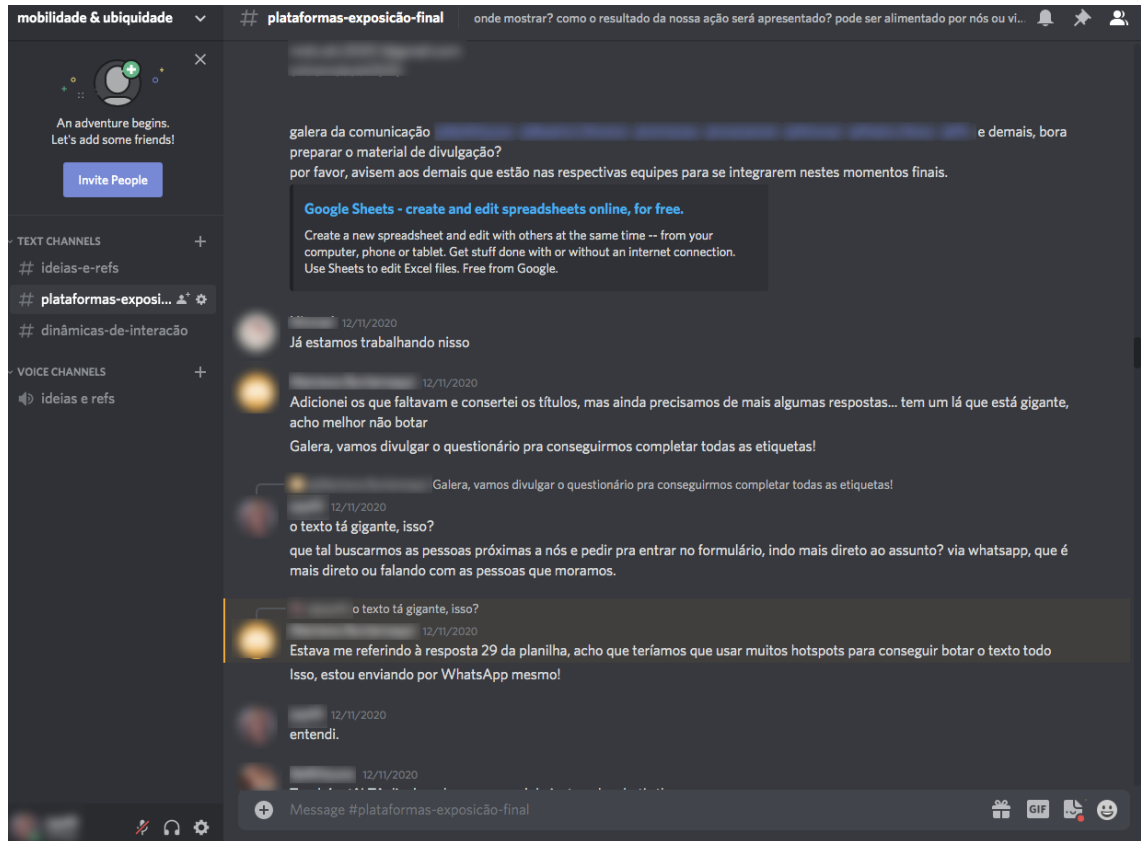 mobilidade & ubiquidade
# plataformas-exposicão-final
onde mostrar? como o resultado da nossa ação será apresentado? pode ser alimentado por nós ou vi...
An adventure begins.
Let's add some friends!
Invite People
TEXT CHANNELS
# ideias-e-refs
# plataformas-exposi...
# dinâmicas-de-interacão
VOICE CHANNELS
ideias e refs
galera da comunicação e demais, bora
preparar o material de divulgação?
por favor, avisem aos demais que estão nas respectivas equipes para se integrarem nestes momentos finais.
Google Sheets - create and edit spreadsheets online, for free.
Create a new spreadsheet and edit with others at the same time -- from your
computer, phone or tablet. Get stuff done with or without an internet connection.
Use Sheets to edit Excel files. Free from Google.
12/11/2020
Já estamos trabalhando nisso
12/11/2020
Adicionei os que faltavam e consertei os títulos, mas ainda precisamos de mais algumas respostas... tem um lá que está gigante,
acho melhor não botar
Galera, vamos divulgar o questionário pra conseguirmos completar todas as etiquetas!
Galera, vamos divulgar o questionário pra conseguirmos completar todas as etiquetas!
12/11/2020
o texto tá gigante, isso?
que tal buscarmos as pessoas próximas a nós e pedir pra entrar no formulário, indo mais direto ao assunto? via whatsapp, que é
mais direto ou falando com as pessoas que moramos.
o texto tá gigante, isso?
12/11/2020
Estava me referindo à resposta 29 da planilha, acho que teríamos que usar muitos hotspots para conseguir botar o texto todo
Isso, estou enviando por WhatsApp mesmo!
12/11/2020
entendi.
12/11/2020
Message #plataformas-exposicão-final
GIF